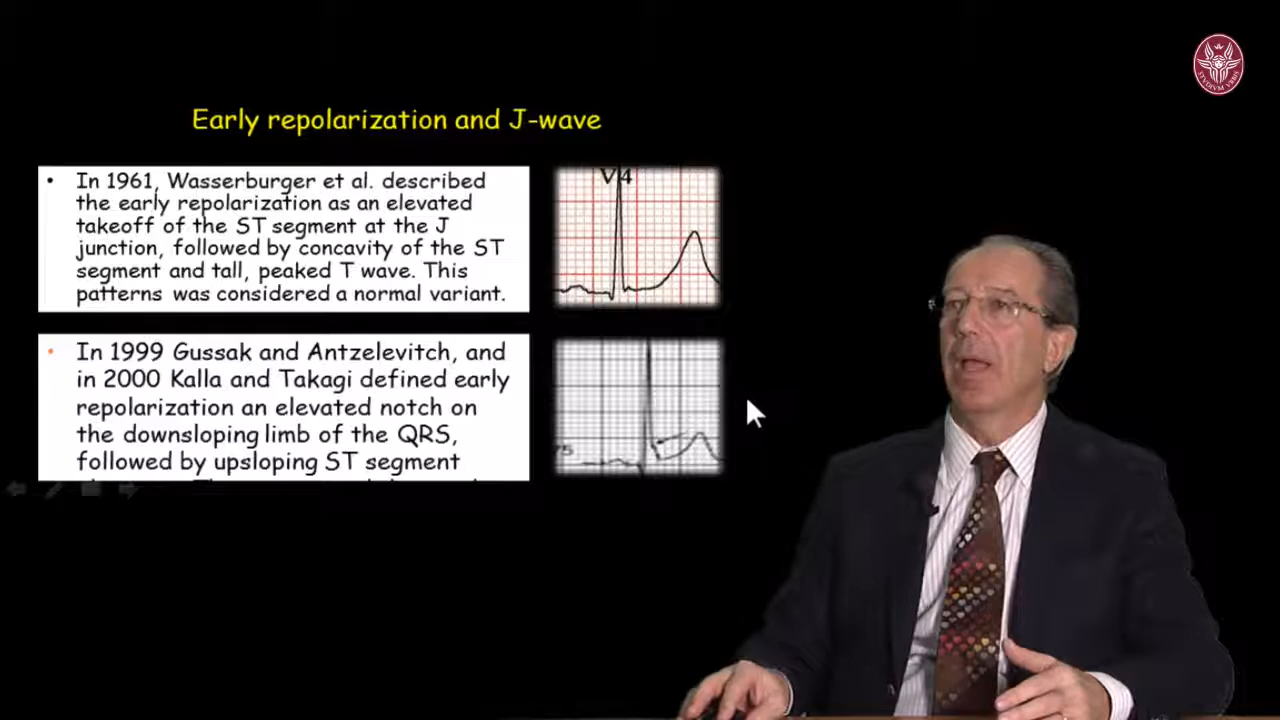 Early repolarization and J-wave
• In 1961, Wasserburger et al. described
the early repolarization as an elevated
takeoff of the ST segment at the J
junction, followed by concavity of the ST
segment and tall, peaked T wave. This
patterns was considered a normal variant.
V4
• In 1999 Gussak and Antzelevitch, and
in 2000 Kalla and Takagi defined early
repolarization an elevated notch on
the downsloping limb of the QRS,
followed by upsloping ST segment
STVDIVM VRBIS